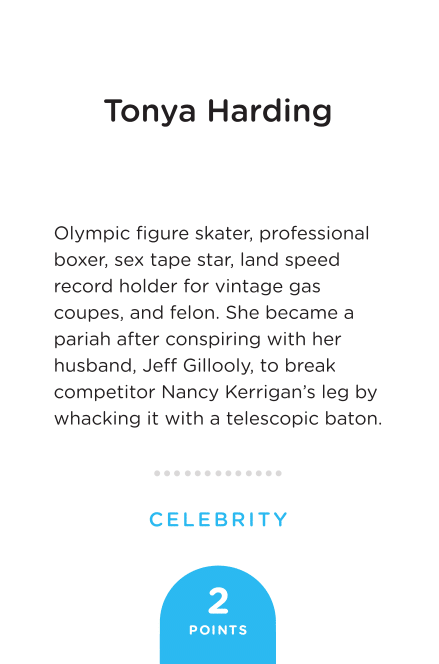 Tonya Harding
Olympic figure skater, professional
boxer, sex tape star, land speed
record holder for vintage gas
coupes, and felon. She became a
pariah after conspiring with her
husband, Jeff Gillooly, to break
competitor Nancy Kerrigan’s leg by
whacking it with a telescopic baton.
CELEBRITY
2
POINTS